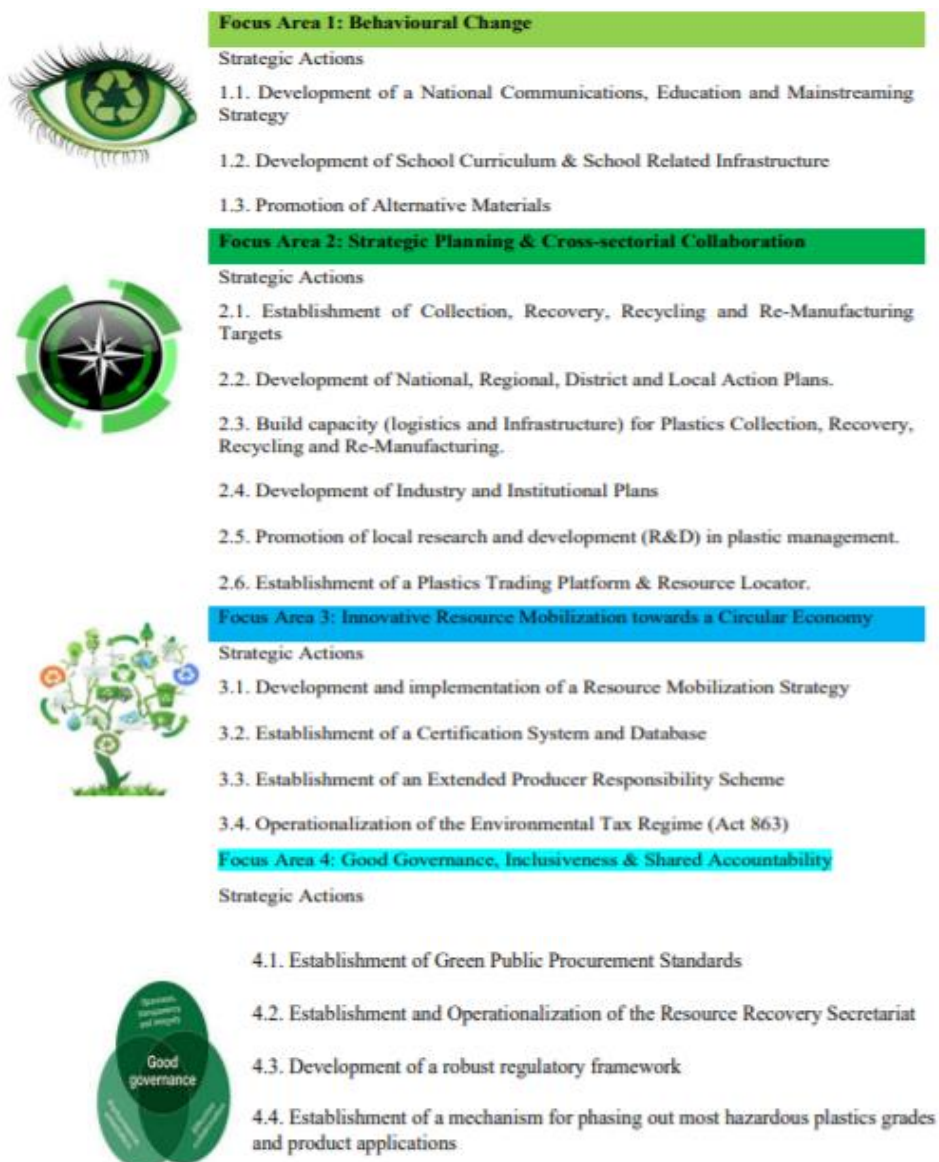 Focus Area 1: Behavioural Change
Strategic Actions
1.1. Development of a National Communications, Education and Mainstreaming
Strategy
1.2. Development of School Curriculum & School Related Infrastructure
1.3. Promotion of Alternative Materials
Focus Area 2: Strategic Planning & Cross-sectorial Collaboration
Strategic Actions
2.1. Establishment of Collection, Recovery, Recycling and Re-Manufacturing
Targets
2.2. Development of National, Regional, District and Local Action Plans.
2.3. Build capacity (logistics and Infrastructure) for Plastics Collection, Recovery,
Recycling and Re-Manufacturing.
2.4. Development of Industry and Institutional Plans
2.5. Promotion of local research and development (R&D) in plastic management.
2.6. Establishment of a Plastics Trading Platform & Resource Locator.
Focus Area 3: Innovative Resource Mobilization towards a Circular Economy
Strategic Actions
3.1. Development and implementation of a Resource Mobilization Strategy
3.2. Establishment of a Certification System and Database
3.3. Establishment of an Extended Producer Responsibility Scheme
3.4. Operationalization of the Environmental Tax Regime (Act 863)
Focus Area 4: Good Governance, Inclusiveness & Shared Accountability
Strategic Actions
4.1. Establishment of Green Public Procurement Standards
4.2. Establishment and Operationalization of the Resource Recovery Secretariat
4.3. Development of a robust regulatory framework
4.4. Establishment of a mechanism for phasing out most hazardous plastics grades
and product applications
transparency
and integrity
Good
governance